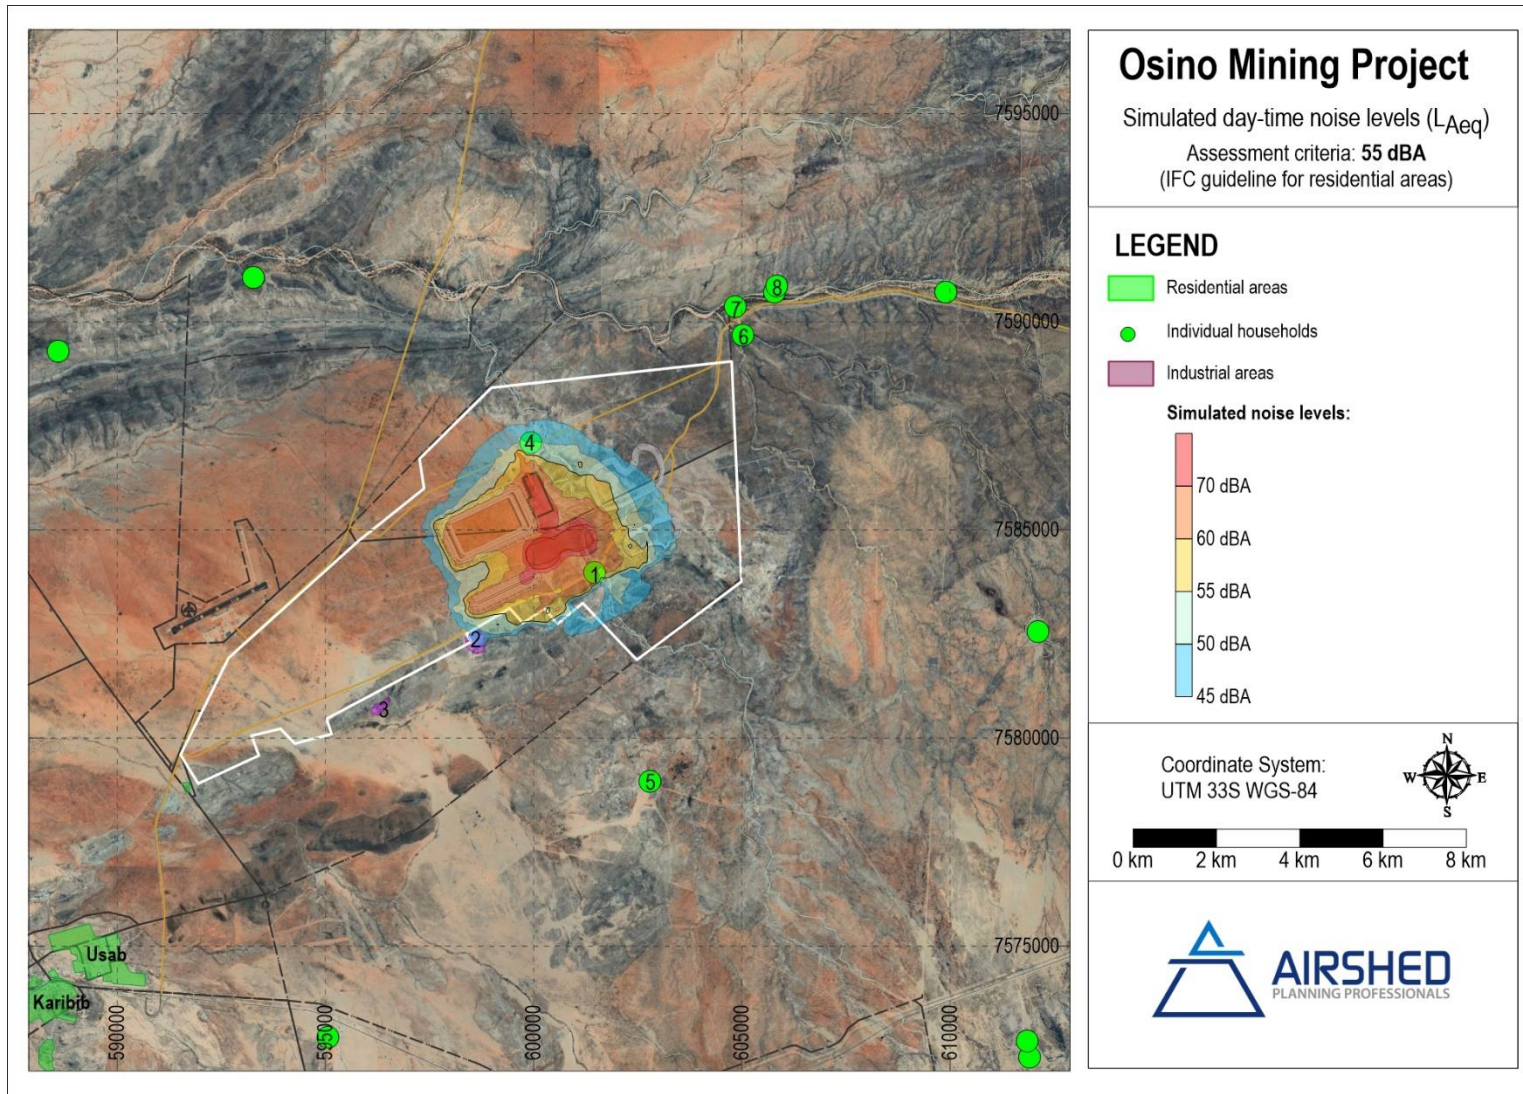 Osino Mining Project
Simulated day-time noise levels (LAeq)
Assessment criteria: 55 dBA
(IFC guideline for residential areas)
LEGEND
Residential areas
Individual households
Industrial areas
Simulated noise levels:
70 dBA
60 dBA
55 dBA
50 dBA
45 dBA
Coordinate System:
UTM 33S WGS-84
N
W
E
S
0 km 2 km 4 km 6 km 8 km
AIRSHED
PLANNING PROFESSIONALS
7595000
8
7
7590000
6
4
7585000
1
2
3
7580000
5
7575000
Usab
Karibib
590000
595000
600000
605000
610000